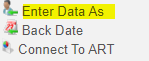 Enter Data As
Back Date
Connect To ART